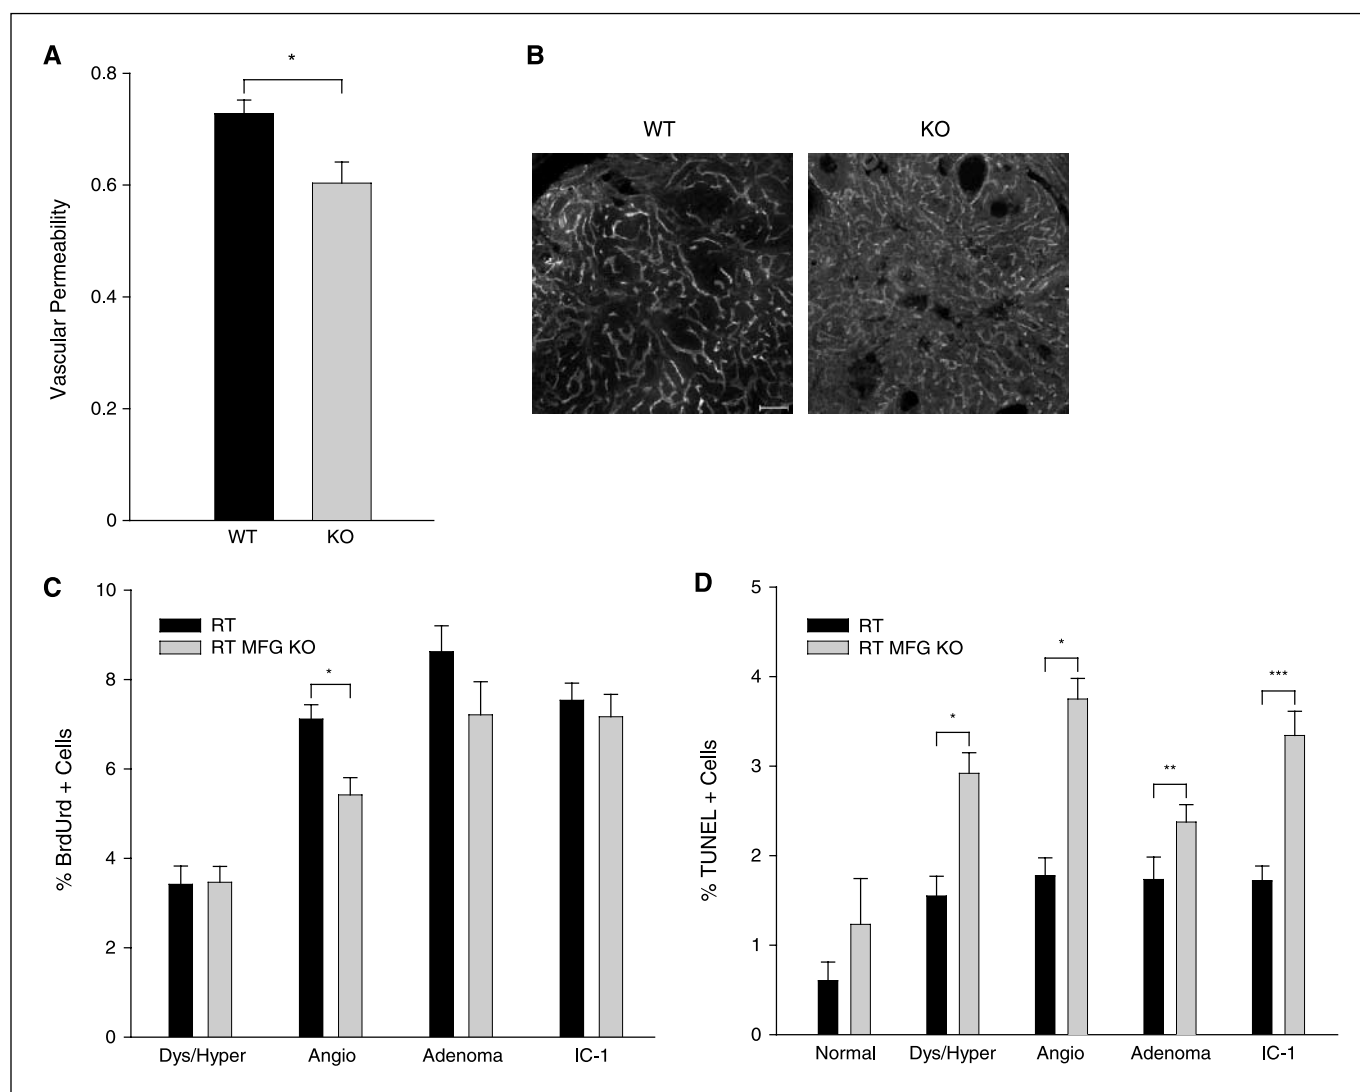 A
*
0.8
0.6
0.4
0.2
0
Vascular Permeability
WT
KO
B
WT
KO
C
10
8
6
4
2
0
% BrdUrd + Cells
RT
RT MFG KO
*
Dys/Hyper
Angio
Adenoma
IC-1
D
5
4
3
2
1
0
% TUNEL + Cells
RT
RT MFG KO
*
*
**
***
Normal
Dys/Hyper
Angio
Adenoma
IC-1